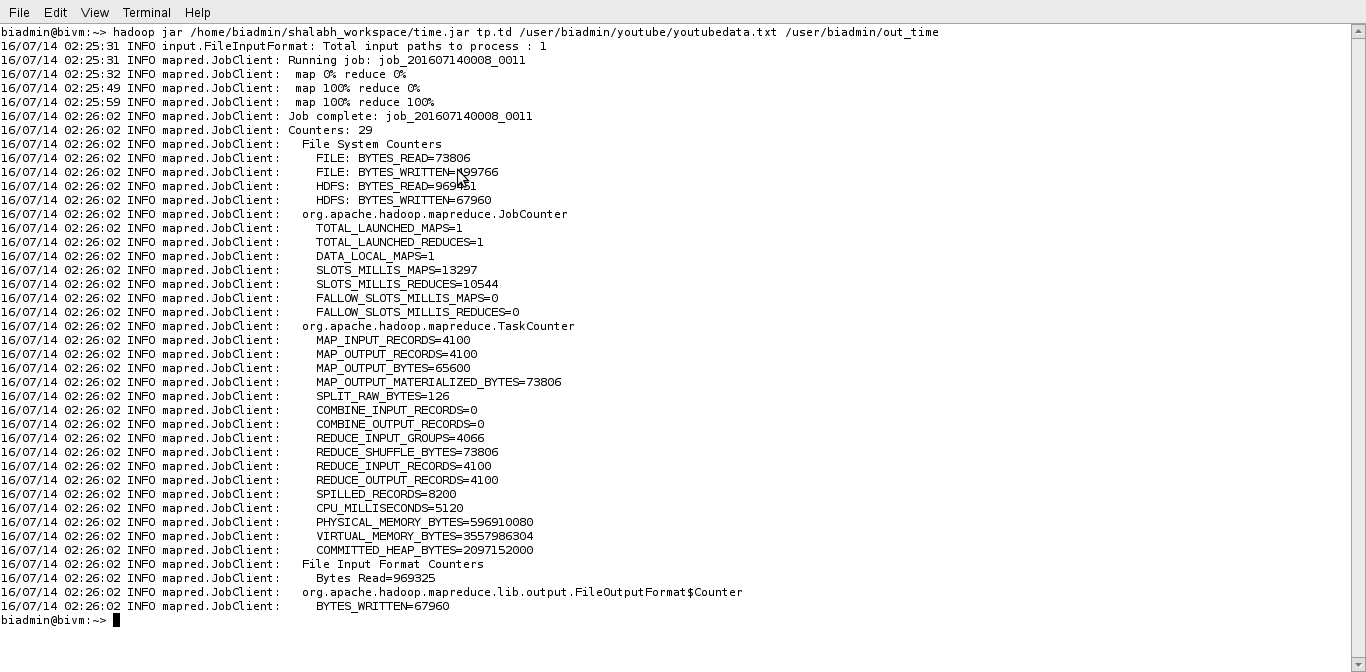 File Edit View Terminal Help
biadmin@bivm:~> hadoop jar /home/biadmin/shalabh_workspace/time.jar tp.td /user/biadmin/youtube/youtubedata.txt /user/biadmin/out_time
16/07/14 02:25:31 INFO input.FileInputFormat: Total input paths to process : 1
16/07/14 02:25:31 INFO mapred.JobClient: Running job: job_201607140008_0011
16/07/14 02:25:32 INFO mapred.JobClient:  map 0% reduce 0%
16/07/14 02:25:49 INFO mapred.JobClient:  map 100% reduce 0%
16/07/14 02:25:59 INFO mapred.JobClient:  map 100% reduce 100%
16/07/14 02:26:02 INFO mapred.JobClient: Job complete: job_201607140008_0011
16/07/14 02:26:02 INFO mapred.JobClient: Counters: 29
16/07/14 02:26:02 INFO mapred.JobClient:   File System Counters
16/07/14 02:26:02 INFO mapred.JobClient:     FILE: BYTES_READ=73806
16/07/14 02:26:02 INFO mapred.JobClient:     FILE:
16/07/14 02:26:02 INFO mapred.JobClient:     HDFS:
16/07/14 02:26:02 INFO mapred.JobClient:     HDFS: BYTES_WRITTEN=67960
16/07/14 02:26:02 INFO mapred.JobClient:   org.apache.hadoop.mapreduce.JobCounter
16/07/14 02:26:02 INFO mapred.JobClient:     TOTAL_LAUNCHED_MAPS=1
16/07/14 02:26:02 INFO mapred.JobClient:     TOTAL_LAUNCHED_REDUCES=1
16/07/14 02:26:02 INFO mapred.JobClient:     DATA_LOCAL_MAPS=1
16/07/14 02:26:02 INFO mapred.JobClient:     SLOTS_MILLIS_MAPS=13297
16/07/14 02:26:02 INFO mapred.JobClient:     SLOTS_MILLIS_REDUCES=10544
16/07/14 02:26:02 INFO mapred.JobClient:     FALLOW_SLOTS_MILLIS_MAPS=0
16/07/14 02:26:02 INFO mapred.JobClient:     FALLOW_SLOTS_MILLIS_REDUCES=0
16/07/14 02:26:02 INFO mapred.JobClient:   org.apache.hadoop.mapreduce.TaskCounter
16/07/14 02:26:02 INFO mapred.JobClient:     MAP_INPUT_RECORDS=4100
16/07/14 02:26:02 INFO mapred.JobClient:     MAP_OUTPUT_RECORDS=4100
16/07/14 02:26:02 INFO mapred.JobClient:     MAP_OUTPUT_BYTES=65600
16/07/14 02:26:02 INFO mapred.JobClient:     MAP_OUTPUT_MATERIALIZED_BYTES=73806
16/07/14 02:26:02 INFO mapred.JobClient:     SPLIT_RAW_BYTES=126
16/07/14 02:26:02 INFO mapred.JobClient:     COMBINE_INPUT_RECORDS=0
16/07/14 02:26:02 INFO mapred.JobClient:     COMBINE_OUTPUT_RECORDS=0
16/07/14 02:26:02 INFO mapred.JobClient:     REDUCE_INPUT_GROUPS=4066
16/07/14 02:26:02 INFO mapred.JobClient:     REDUCE_SHUFFLE_BYTES=73806
16/07/14 02:26:02 INFO mapred.JobClient:     REDUCE_INPUT_RECORDS=4100
16/07/14 02:26:02 INFO mapred.JobClient:     REDUCE_OUTPUT_RECORDS=4100
16/07/14 02:26:02 INFO mapred.JobClient:     SPILLED_RECORDS=8200
16/07/14 02:26:02 INFO mapred.JobClient:     CPU_MILLISECONDS=5120
16/07/14 02:26:02 INFO mapred.JobClient:     PHYSICAL_MEMORY_BYTES=596910080
16/07/14 02:26:02 INFO mapred.JobClient:     VIRTUAL_MEMORY_BYTES=3557986304
16/07/14 02:26:02 INFO mapred.JobClient:     COMMITTED_HEAP_BYTES=2097152000
16/07/14 02:26:02 INFO mapred.JobClient:   File Input Format Counters
16/07/14 02:26:02 INFO mapred.JobClient:     Bytes Read=969325
16/07/14 02:26:02 INFO mapred.JobClient:   org.apache.hadoop.mapreduce.lib.output.FileOutputFormat$Counter
16/07/14 02:26:02 INFO mapred.JobClient:     BYTES_WRITTEN=67960
biadmin@bivm:~>